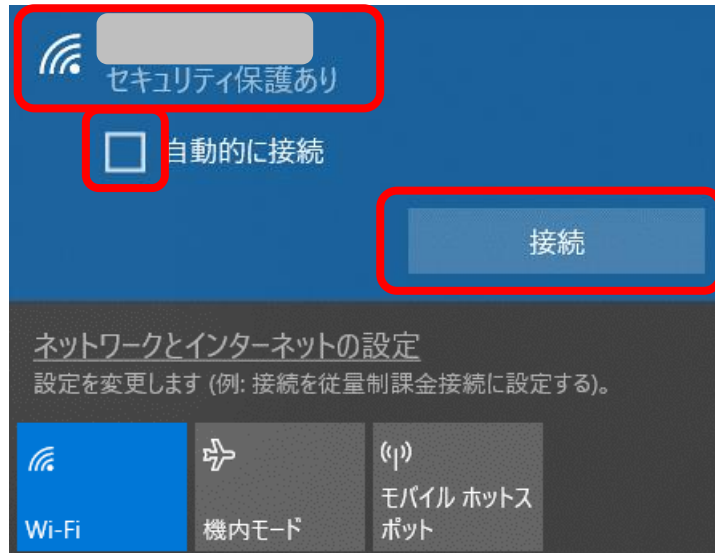 セキュリティ保護あり
自動的に接続
接続
ネットワークとインターネットの設定
設定を変更します (例: 接続を従量制課金接続に設定する)。
Wi-Fi
機内モード
モバイル ホットス
ポット